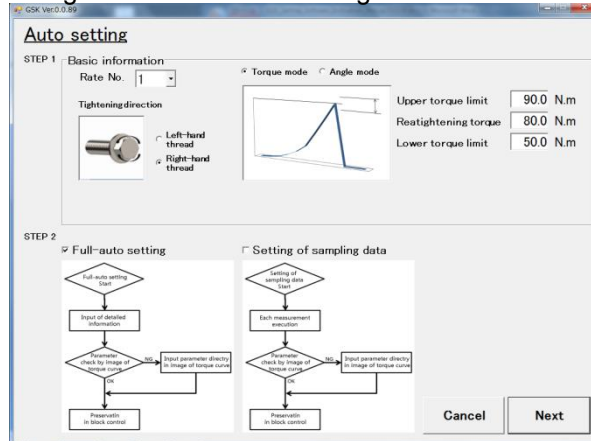 GSK Ver:0.0.89
Auto setting
STEP 1
Basic information
Rate No. 1
Torque mode Angle mode
Tightening direction
Left-hand
thread
Right-hand
thread
Upper torque limit 90.0 N.m
Reatightening torque 80.0 N.m
Lower torque limit 50.0 N.m
STEP 2
Full-auto setting
Full-auto setting
Start
Input of detailed
information
Parameter
check by Image of
torque curve
NG
Input parameter directry
in Image of torque curve
OK
Preservatin
in block control
Setting of sampling data
Setting of
sampling data
Start
Each measurement
execution
Parameter
check by Image of
torque curve
NG
Input parameter directry
in Image of torque curve
OK
Preservatin
in block control
Cancel Next